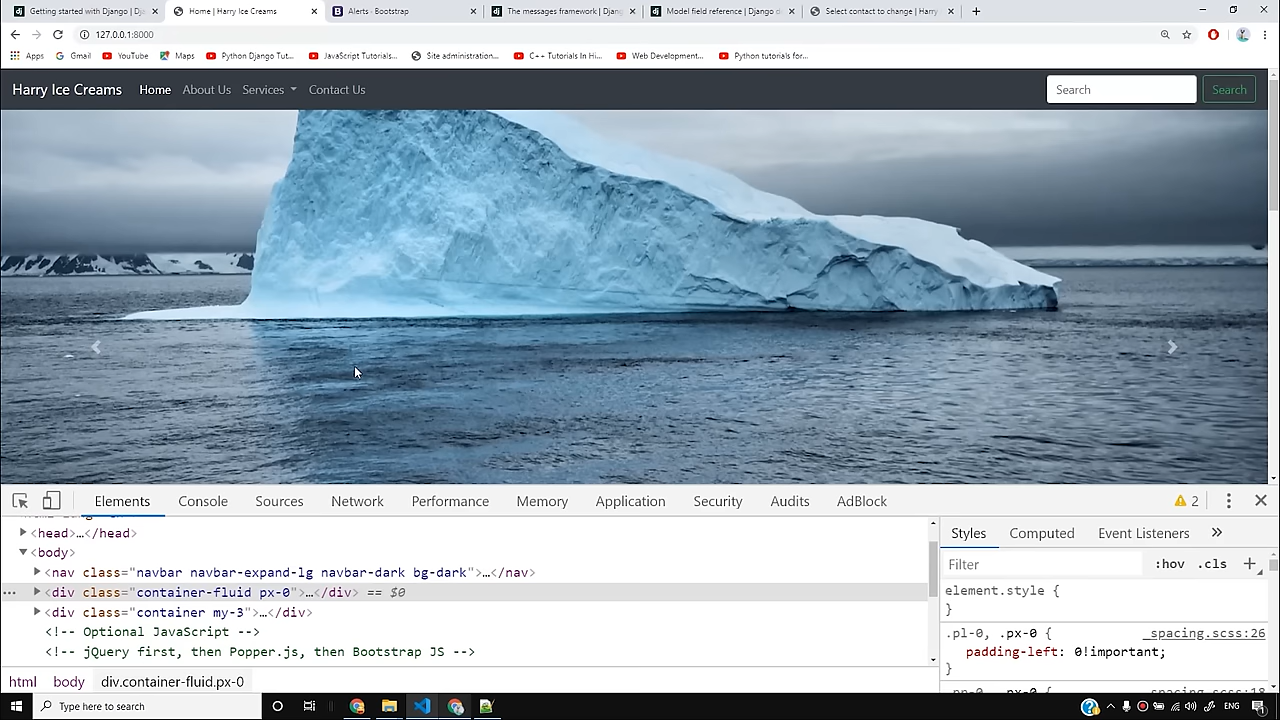 Getting started with Django | Dj
Home | Harry Ice Creams
Alerts · Bootstrap
The messages framework | Djang
Model field reference | Django d
Select contact to change | Harry
127.0.0.1:8000
Apps
Gmail
YouTube
Maps
Python Django Tut...
JavaScript Tutorials...
Site administration...
C++ Tutorials In Hi...
Web Development...
Python tutorials for...
Harry Ice Creams
Home
About Us
Services
Contact Us
Search
Search
Elements
Console
Sources
Network
Performance
Memory
Application
Security
Audits
AdBlock
2
<head>…</head>
<body>
<nav class="navbar navbar-expand-lg navbar-dark bg-dark">…</nav>
<div class="container-fluid px-0">…</div> == $0
<div class="container my-3">…</div>
<!-- Optional JavaScript -->
<!-- jQuery first, then Popper.js, then Bootstrap JS -->
html
body
div.container-fluid.px-0
Styles
Computed
Event Listeners
Filter
:hov
.cls
element.style {
}
.pl-0, .px-0 {
_spacing.scss:26
padding-left: 0!important;
}
Type here to search
ENG